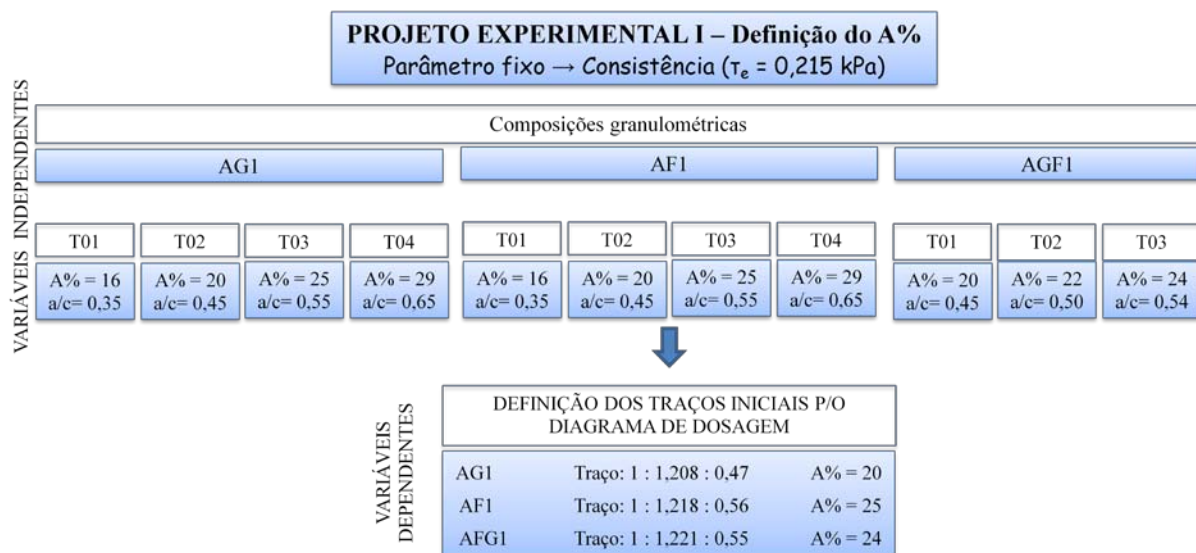 PROJETO EXPERIMENTAL I – Definição do A%
Parâmetro fixo → Consistência (τe = 0,215 kPa)
VARIÁVEIS INDEPENDENTES
Composições granulométricas
AG1
AF1
AGF1
T01
T02
T03
T04
T01
T02
T03
T04
T01
T02
T03
A% = 16
a/c= 0,35
A% = 20
a/c= 0,45
A% = 25
a/c= 0,55
A% = 29
a/c= 0,65
A% = 16
a/c= 0,35
A% = 20
a/c= 0,45
A% = 25
a/c= 0,55
A% = 29
a/c= 0,65
A% = 20
a/c= 0,45
A% = 22
a/c= 0,50
A% = 24
a/c= 0,54
VARIÁVEIS
DEPENDENTES
DEFINIÇÃO DOS TRAÇOS INICIAIS P/O
DIAGRAMA DE DOSAGEM
AG1 Traço: 1 : 1,208 : 0,47 A% = 20
AF1 Traço: 1 : 1,218 : 0,56 A% = 25
AFG1 Traço: 1 : 1,221 : 0,55 A% = 24